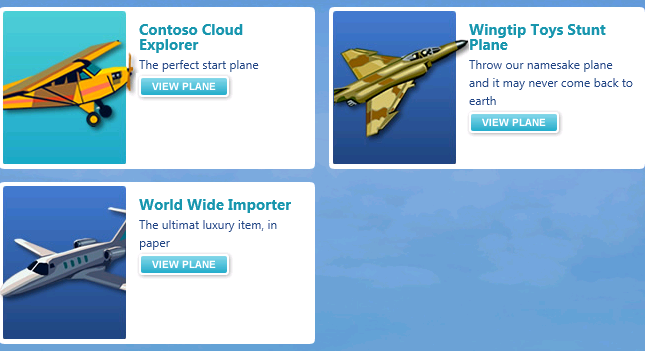 Contoso Cloud
Explorer
The perfect start plane
VIEW PLANE
Wingtip Toys Stunt
Plane
Throw our namesake plane
and it may never come back to
earth
VIEW PLANE
World Wide Importer
The ultimat luxury item, in
paper
VIEW PLANE